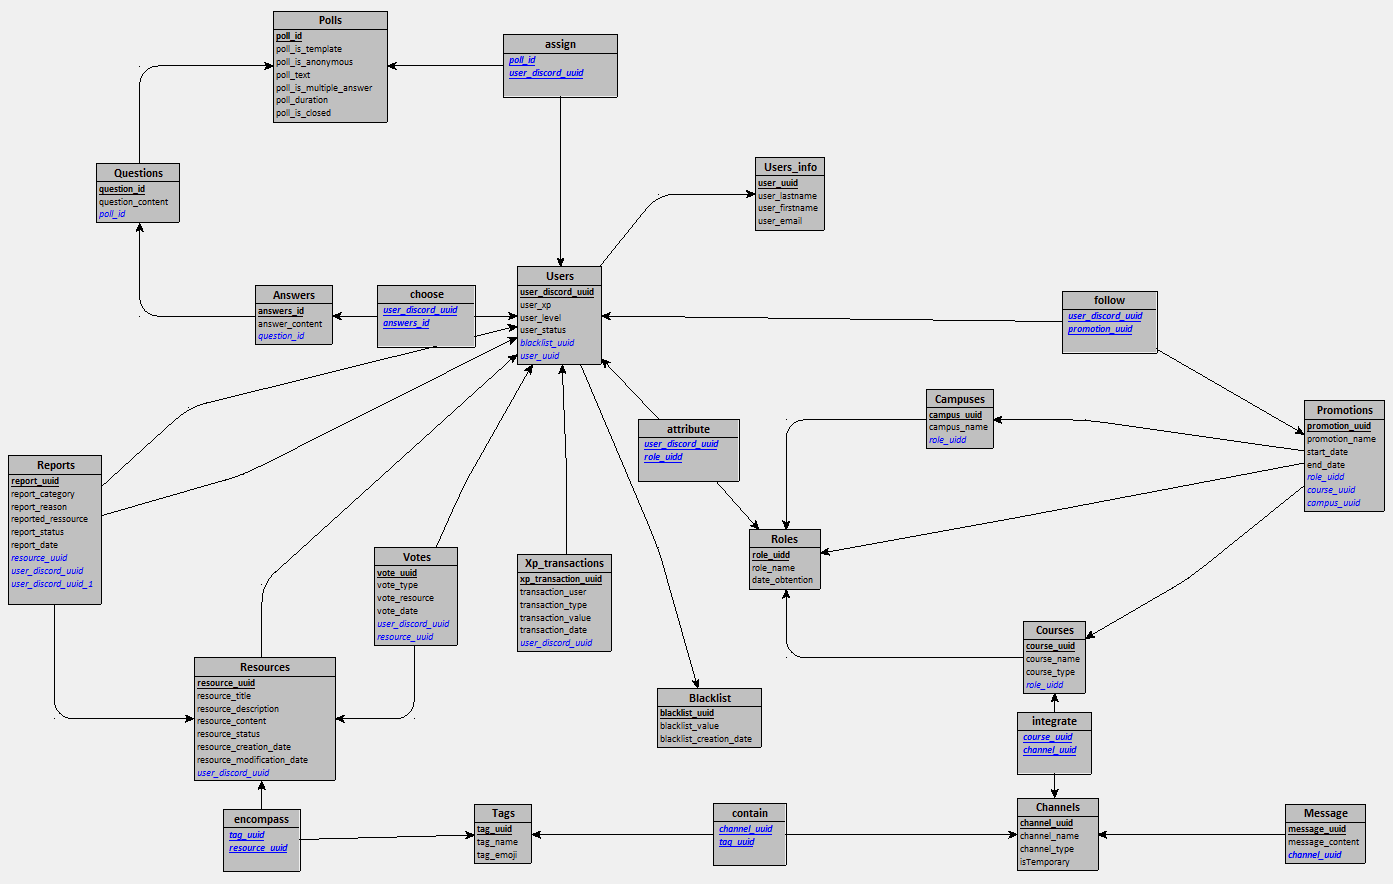 Polls
poll_id
poll_is_template
poll_is_anonymous
poll_text
poll_is_multiple_answer
poll_duration
poll_is_closed
assign
poll_id
user_discord_uuid
Questions
question_id
question_content
poll_id
Users_info
user_uuid
user_lastname
user_firstname
user_email
Answers
answers_id
answer_content
question_id
choose
user_discord_uuid
answers_id
Users
user_discord_uuid
user_xp
user_level
user_status
blacklist_uuid
user_uuid
follow
user_discord_uuid
promotion_uuid
Campuses
campus_uuid
campus_name
role_uidd
Promotions
promotion_uuid
promotion_name
start_date
end_date
role_uidd
course_uuid
campus_uuid
attribute
user_discord_uuid
role_uidd
Reports
report_uuid
report_category
report_reason
reported_ressource
report_status
report_date
resource_uuid
user_discord_uuid
user_discord_uuid_1
Votes
vote_uuid
vote_type
vote_resource
vote_date
user_discord_uuid
resource_uuid
Xp_transactions
xp_transaction_uuid
transaction_user
transaction_type
transaction_value
transaction_date
user_discord_uuid
Roles
role_uidd
role_name
date_obtention
Courses
course_uuid
course_name
course_type
role_uidd
Resources
resource_uuid
resource_title
resource_description
resource_content
resource_status
resource_creation_date
resource_modification_date
user_discord_uuid
Blacklist
blacklist_uuid
blacklist_value
blacklist_creation_date
integrate
course_uuid
channel_uuid
encompass
tag_uuid
resource_uuid
Tags
tag_uuid
tag_name
tag_emoji
contain
channel_uuid
tag_uuid
Channels
channel_uuid
channel_name
channel_type
isTemporary
Message
message_uuid
message_content
channel_uuid